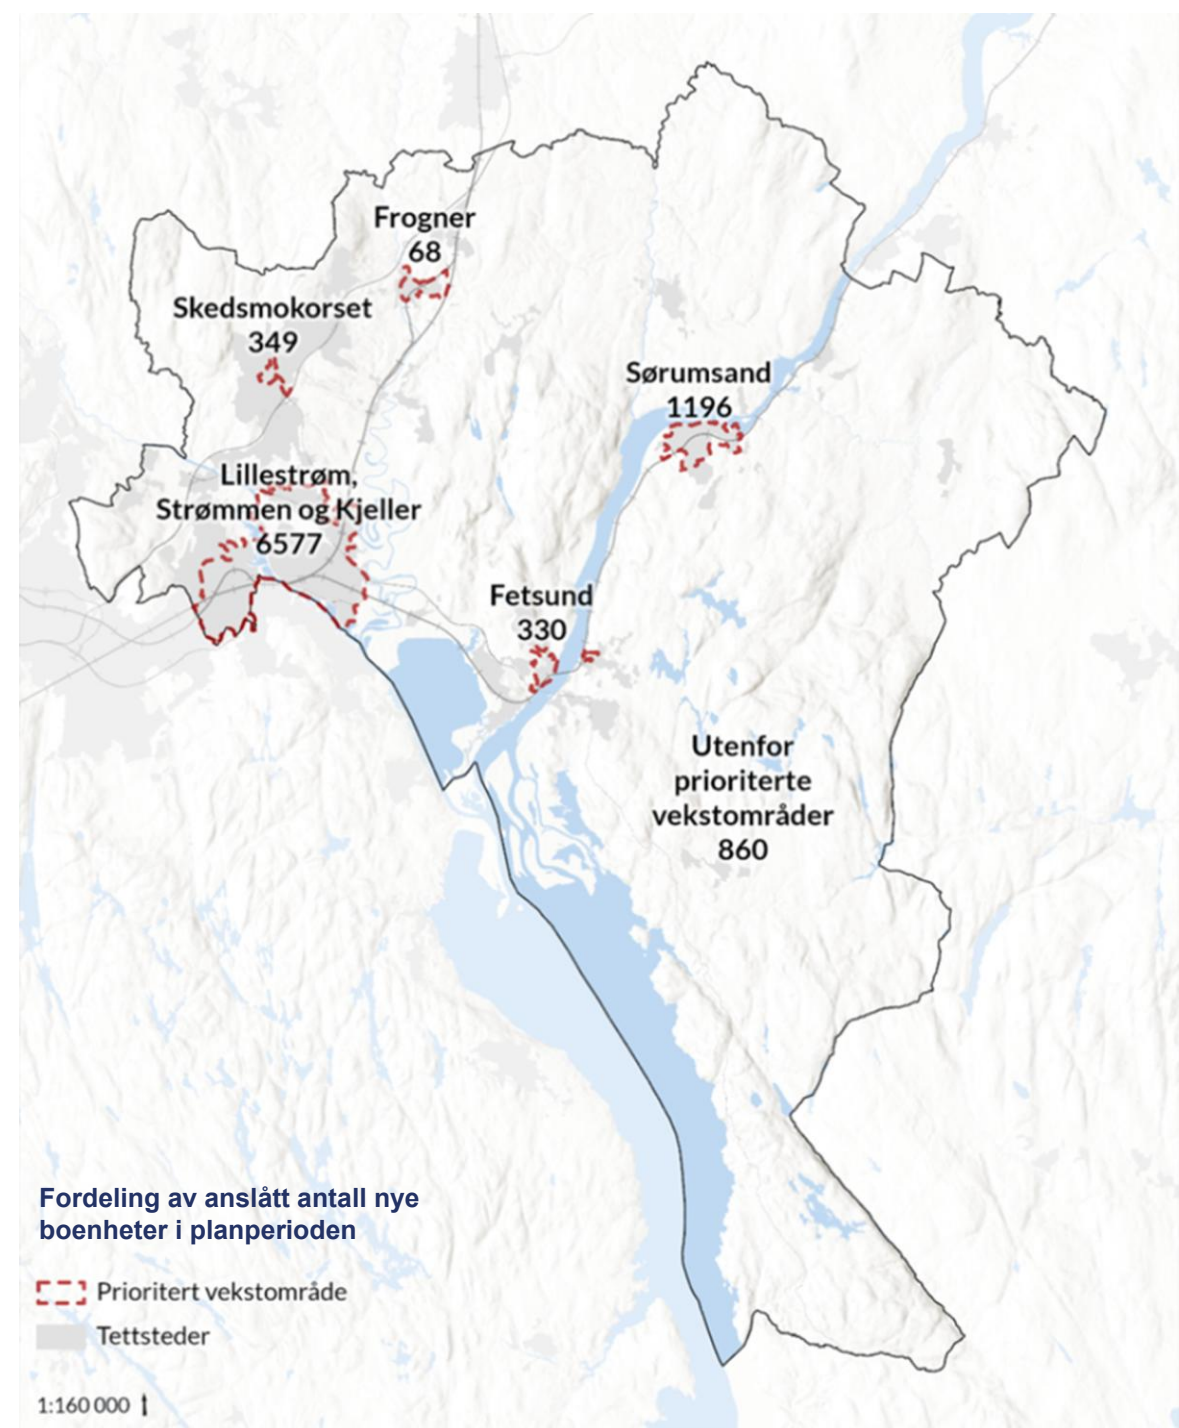 Frogner
68
Skedsmokorset
349
Sørumsand
1196
Lillestrøm,
Strømmen og Kjeller
6577
Fetsund
330
Utenfor
prioriterte
vekstområder
860
Fordeling av anslått antall nye
boenheter i planperioden
Prioritert vekstområde
Tettsteder
1:160 000